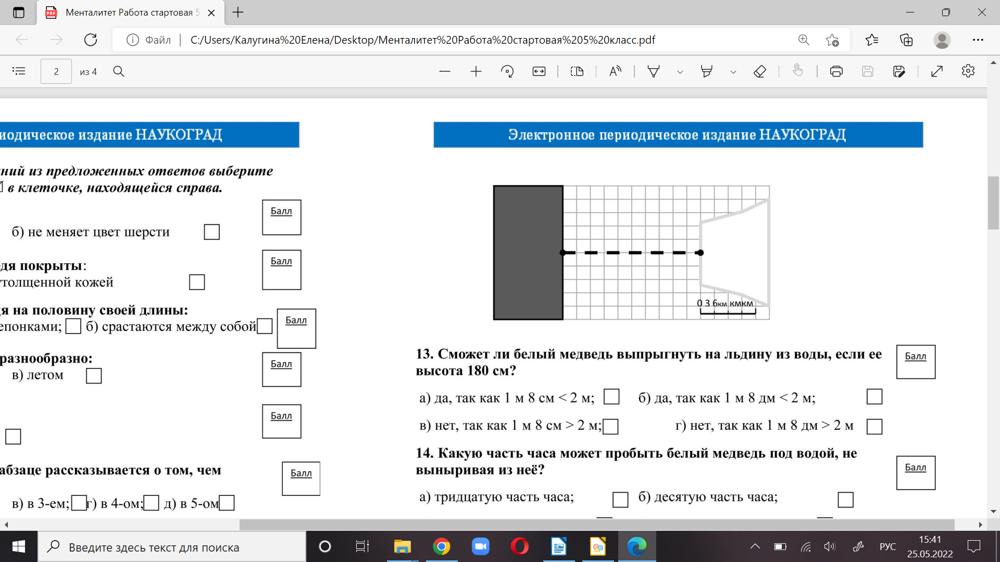 Менталитет Работа стартовая 5
Файл
C:/Users/Калугина%20Елена/Desktop/Менталитет%20Работа%20стартовая%205%20класс.pdf
2
из 4
иодическое издание НАУКОГРАД
ний из предложенных ответов выберите
в клеточке, находящейся справа.
Балл
б) не меняет цвет шерсти
Балл
едя покрыты:
утолщенной кожей
дя на половину своей длины:
Балл
епонками; б) срастаются между собой
разнообразно:
Балл
в) летом
Балл
абзаце рассказывается о том, чем
Балл
в) в 3-ем; г) в 4-ом; д) в 5-ом
Электронное периодическое издание НАУКОГРАД
0 3 6км кмкм
13. Сможет ли белый медведь выпрыгнуть на льдину из воды, если ее
высота 180 см?
Балл
а) да, так как 1 м 8 см < 2 м; б) да, так как 1 м 8 дм < 2 м;
в) нет, так как 1 м 8 см > 2 м; г) нет, так как 1 м 8 дм > 2 м
14. Какую часть часа может пробыть белый медведь под водой, не
выныривая из неё?
Балл
а) тридцатую часть часа; б) десятую часть часа;
Введите здесь текст для поиска
РУС
15:41
25.05.2022